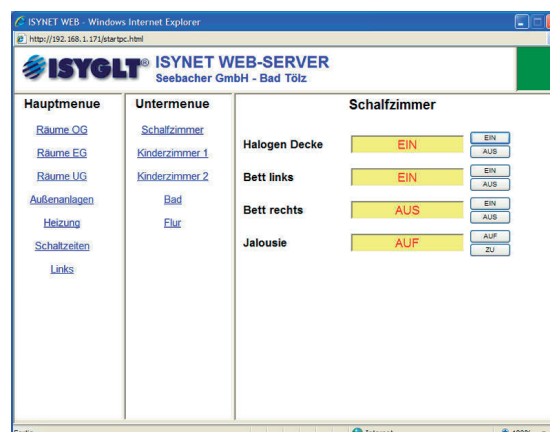 ISYNET WEB - Windows Internet Explorer
http://192.168.1.171/startpc.html
ISYGLT® ISYNET WEB-SERVER
Seebacher GmbH - Bad Tölz
Hauptmenue
Räume OG
Räume EG
Räume UG
Außenanlagen
Heizung
Schaltzeiten
Links
Untermenue
Schalfzimmer
Kinderzimmer 1
Kinderzimmer 2
Bad
Flur
Schalfzimmer
Halogen Decke EIN EIN
AUS
Bett links EIN EIN
AUS
Bett rechts AUS EIN
AUS
Jalousie AUF AUF
ZU